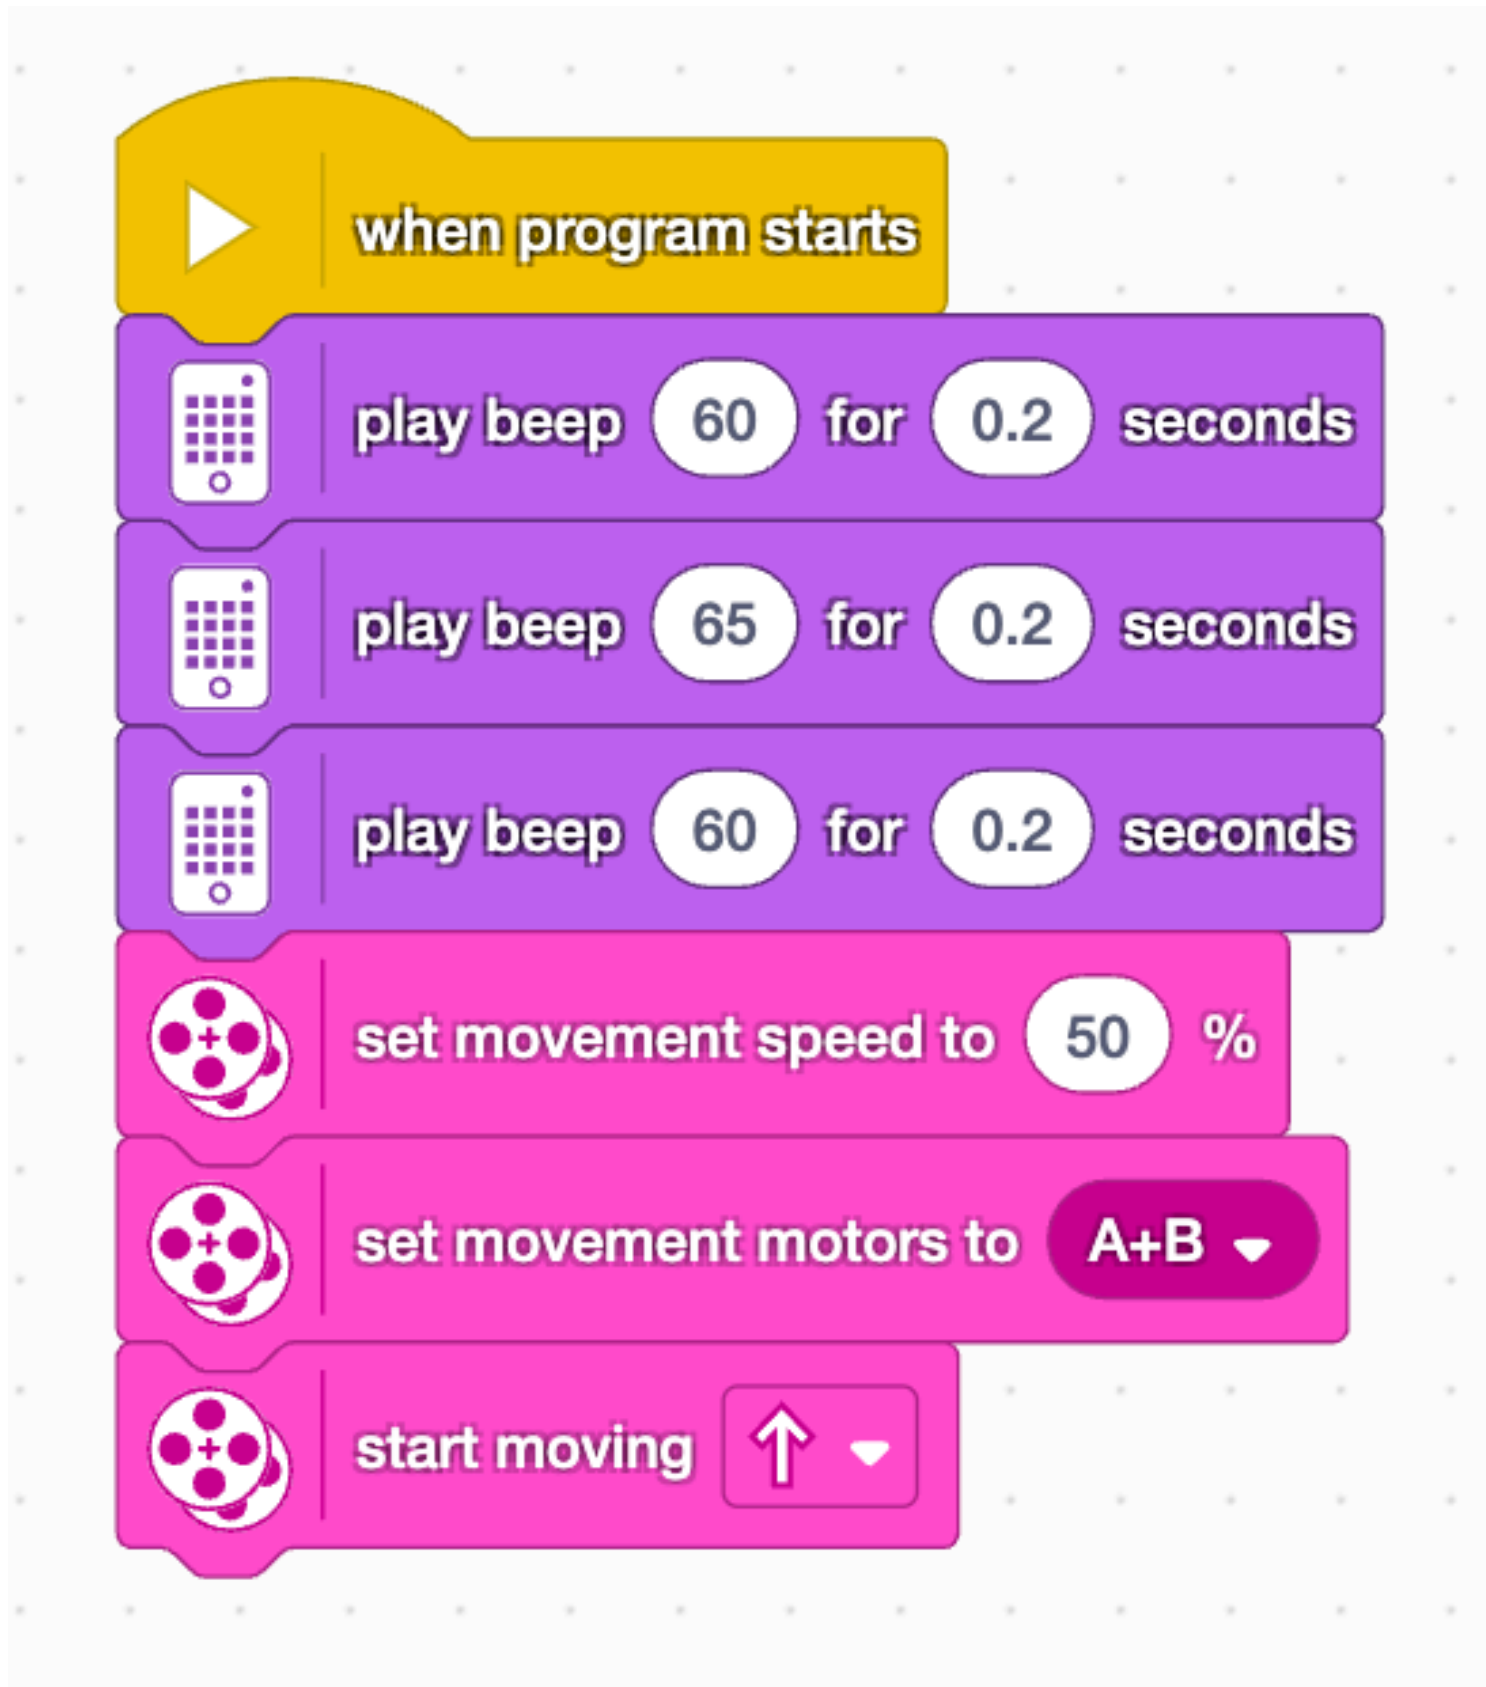 when program starts
play beep 60 for 0.2 seconds
play beep 65 for 0.2 seconds
play beep 60 for 0.2 seconds
set movement speed to 50 %
set movement motors to A+B
start moving